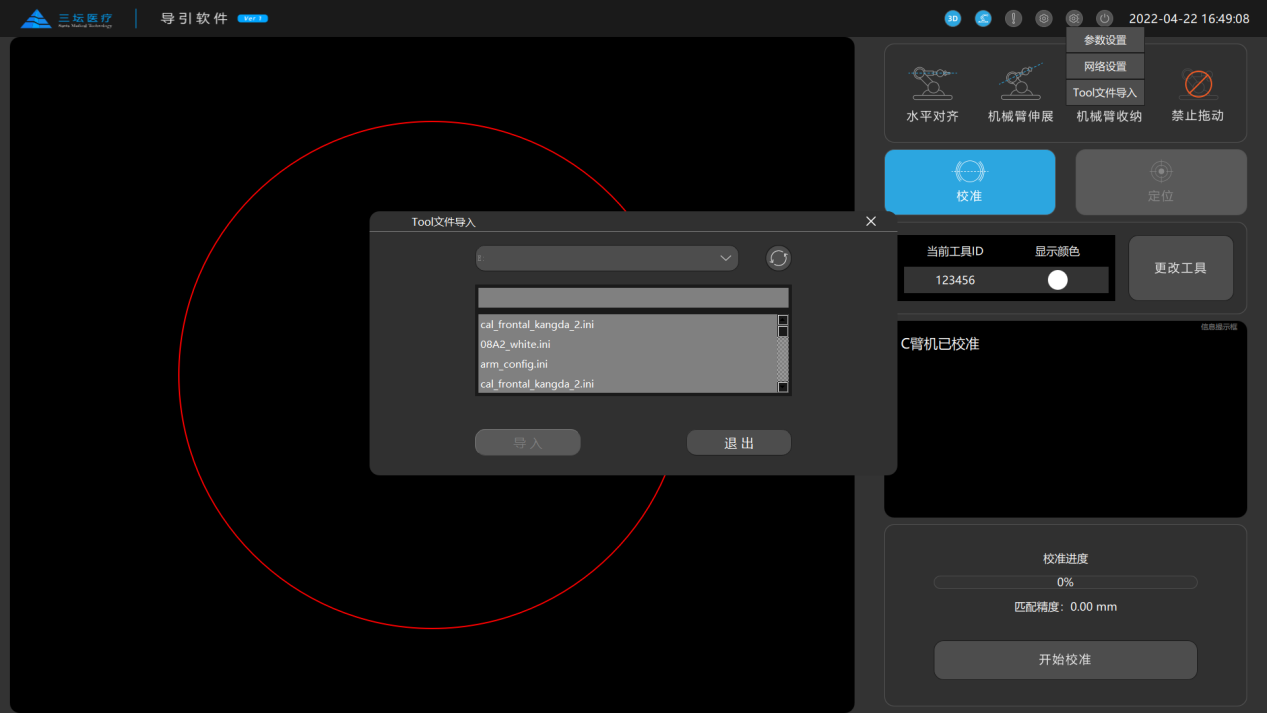 三坛医疗
Santa Medical Technology
导引软件
Ver 1
3D
2022-04-22 16:49:08
参数设置
网络设置
Tool文件导入
水平对齐
机械臂伸展
机械臂收纳
禁止拖动
校准
定位
Tool文件导入
cal_frontal_kangda_2.ini
08A2_white.ini
arm_config.ini
cal_frontal_kangda_2.ini
导入
退出
当前工具ID
显示颜色
123456
更改工具
信息提示框
C臂机已校准
校准进度
0%
匹配精度：0.00 mm
开始校准